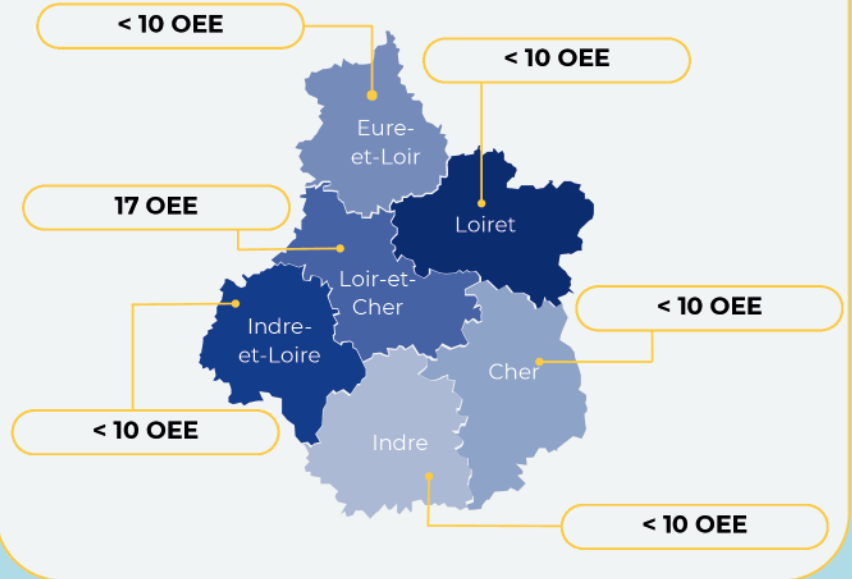 < 10 OEE
< 10 OEE
Eure-
et-Loir
17 OEE
Loiret
Loir-et-
Cher
< 10 OEE
Indre-
et-Loire
Cher
< 10 OEE
Indre
< 10 OEE